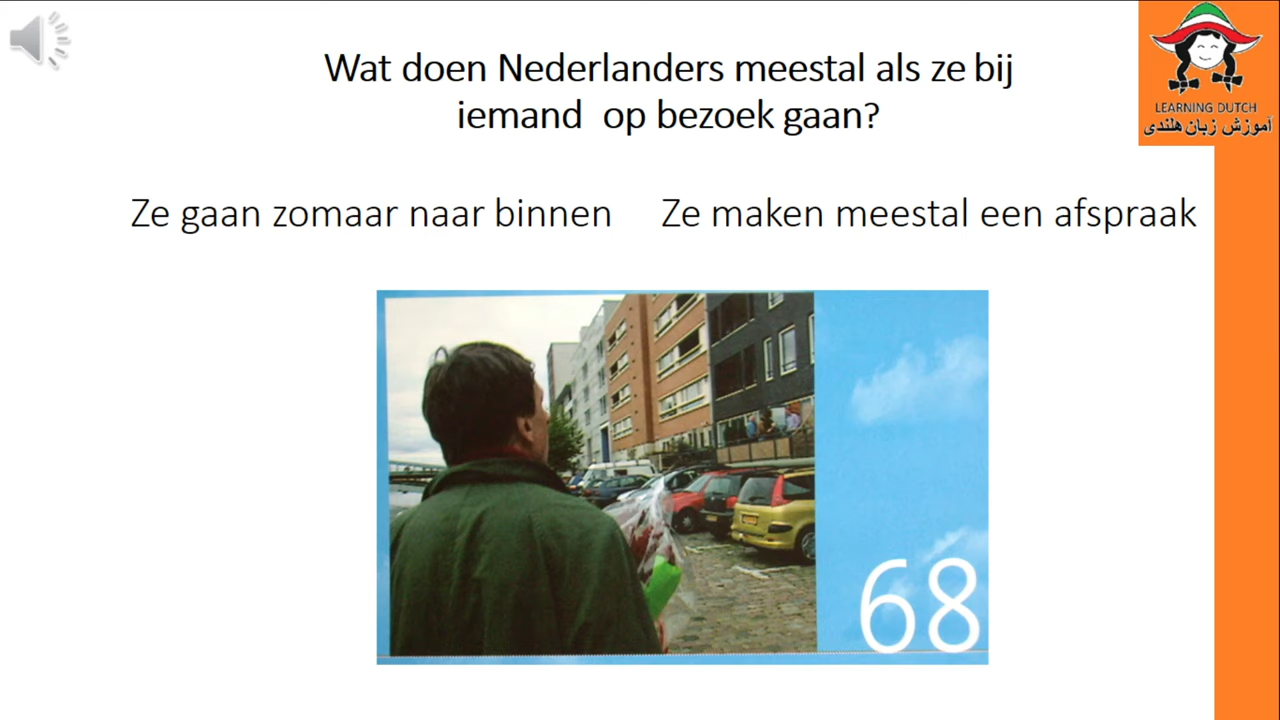 Wat doen Nederlanders meestal als ze bij
iemand op bezoek gaan?
LEARNING DUTCH
آموزش زبان هلندی
Ze gaan zomaar naar binnen
Ze maken meestal een afspraak
68